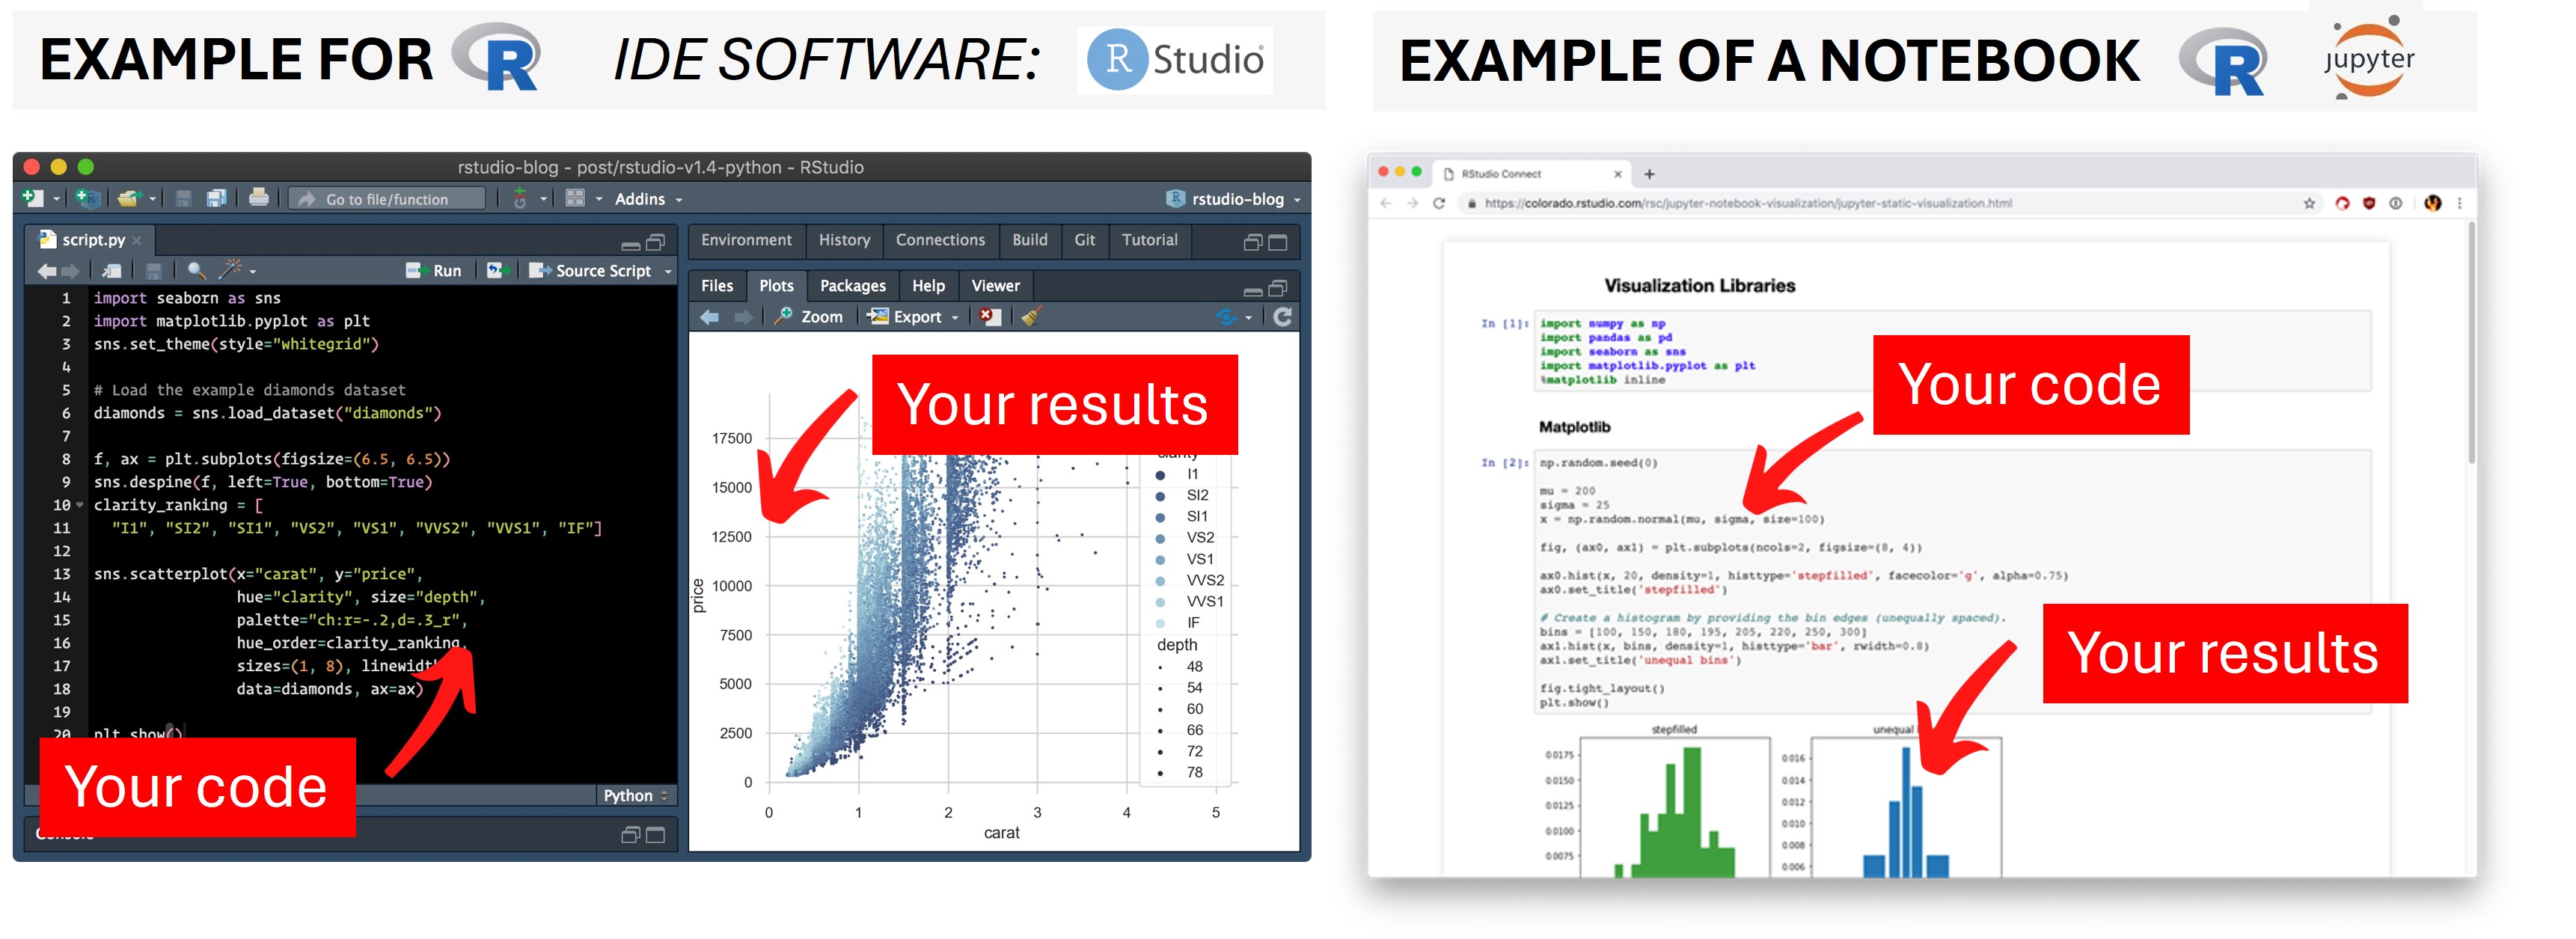 EXAMPLE FOR R IDE SOFTWARE: R Studio
EXAMPLE OF A NOTEBOOK R jupyter
rstudio-blog - post/rstudio-v1.4-python - RStudio
Go to file/function
Addins
rstudio-blog
script.py
Run
Source Script
1 import seaborn as sns
2 import matplotlib.pyplot as plt
3 sns.set_theme(style="whitegrid")
4
5 # Load the example diamonds dataset
6 diamonds = sns.load_dataset("diamonds")
7
8 f, ax = plt.subplots(figsize=(6.5, 6.5))
9 sns.despine(f, left=True, bottom=True)
10 clarity_ranking = [
11 "I1", "SI2", "SI1", "VS2", "VS1", "VVS2", "VVS1", "IF"]
12
13 sns.scatterplot(x="carat", y="price",
14 hue="clarity", size="depth",
15 palette="ch:r=-.2,d=.3_r",
16 hue_order=clarity_ranking,
17 sizes=(1, 8),
18 data=diamonds, ax=ax)
19
20 plt.show()
Your code
Python
Console
Environment History Connections Build Git Tutorial
Files Plots Packages Help Viewer
Zoom Export
Your results
17500
15000
12500
10000
7500
5000
2500
0
price
0 1 2 3 4 5
carat
clarity
I1
SI2
SI1
VS2
VS1
VVS2
VVS1
IF
depth
48
54
60
66
72
78
RStudio Connect
https://colorado.rstudio.com/rsc/jupyter-notebook-visualization/jupyter-static-visualization.html
Visualization Libraries
In [1]: import numpy as np
import pandas as pd
import seaborn as sns
import matplotlib.pyplot as plt
%matplotlib inline
Your code
Matplotlib
In [2]: np.random.seed(0)
mu = 200
sigma = 25
x = np.random.normal(mu, sigma, size=100)
fig, (ax0, ax1) = plt.subplots(ncols=2, figsize=(8, 4))
ax0.hist(x, 20, density=1, histtype='stepfilled', facecolor='g', alpha=0.75)
ax0.set_title('stepfilled')
# Create a histogram by providing the bin edges (unequally spaced).
bins = [100, 150, 180, 195, 205, 220, 250, 300]
ax1.hist(x, bins, density=1, histtype='bar', rwidth=0.8)
ax1.set_title('unequal bins')
fig.tight_layout()
plt.show()
Your results
stepfilled
0.0175
0.0150
0.0125
0.0100
0.0075
unequal
0.016
0.014
0.012
0.010
0.008
0.006